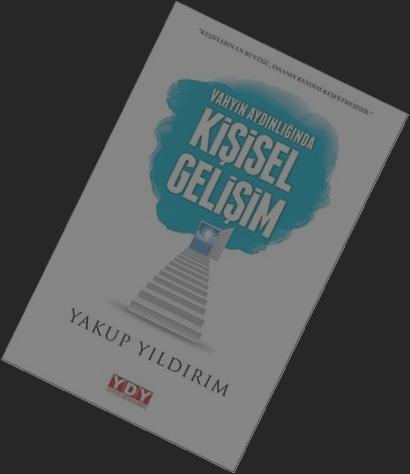 "KEŞİFLERİN EN BÜYÜĞÜ, İNSANIN KENDİNİ KEŞFETMESİDİR."
VAHYİN AYDINLIĞINDA
KİŞİSEL
GELİŞİM
YAKUP YILDIRIM
YDY